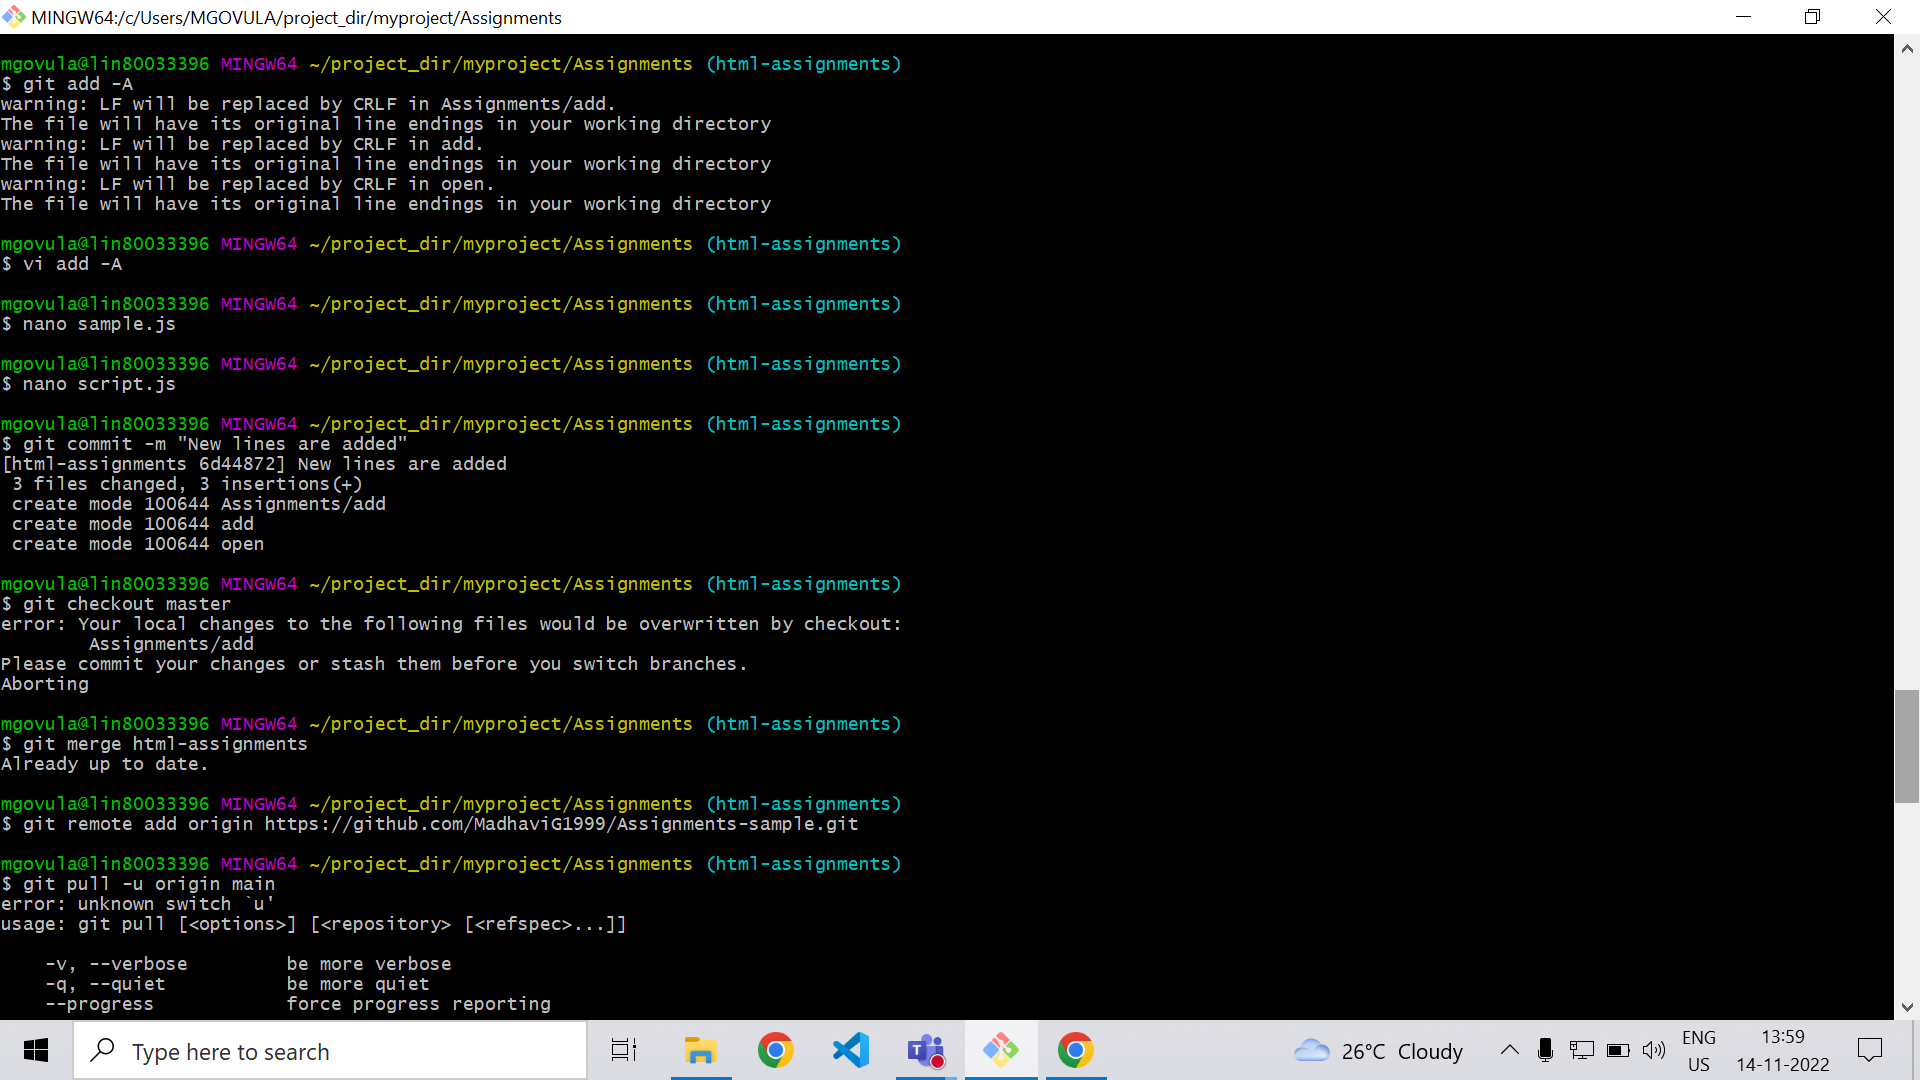 MINGW64:/c/Users/MGOVULA/project_dir/myproject/Assignments
mgovula@lin80033396 MINGW64 ~/project_dir/myproject/Assignments (html-assignments)
$ git add -A
warning: LF will be replaced by CRLF in Assignments/add.
The file will have its original line endings in your working directory
warning: LF will be replaced by CRLF in add.
The file will have its original line endings in your working directory
warning: LF will be replaced by CRLF in open.
The file will have its original line endings in your working directory
mgovula@lin80033396 MINGW64 ~/project_dir/myproject/Assignments (html-assignments)
$ vi add -A
mgovula@lin80033396 MINGW64 ~/project_dir/myproject/Assignments (html-assignments)
$ nano sample.js
mgovula@lin80033396 MINGW64 ~/project_dir/myproject/Assignments (html-assignments)
$ nano script.js
mgovula@lin80033396 MINGW64 ~/project_dir/myproject/Assignments (html-assignments)
$ git commit -m "New lines are added"
[html-assignments 6d44872] New lines are added
 3 files changed, 3 insertions(+)
 create mode 100644 Assignments/add
 create mode 100644 add
 create mode 100644 open
mgovula@lin80033396 MINGW64 ~/project_dir/myproject/Assignments (html-assignments)
$ git checkout master
error: Your local changes to the following files would be overwritten by checkout:
        Assignments/add
Please commit your changes or stash them before you switch branches.
Aborting
mgovula@lin80033396 MINGW64 ~/project_dir/myproject/Assignments (html-assignments)
$ git merge html-assignments
Already up to date.
mgovula@lin80033396 MINGW64 ~/project_dir/myproject/Assignments (html-assignments)
$ git remote add origin https://github.com/MadhaviG1999/Assignments-sample.git
mgovula@lin80033396 MINGW64 ~/project_dir/myproject/Assignments (html-assignments)
$ git pull -u origin main
error: unknown switch `u'
usage: git pull [<options>] [<repository> [<refspec>...]]
    -v, --verbose         be more verbose
    -q, --quiet           be more quiet
    --progress            force progress reporting
Type here to search
26°C Cloudy
ENG
US
13:59
14-11-2022